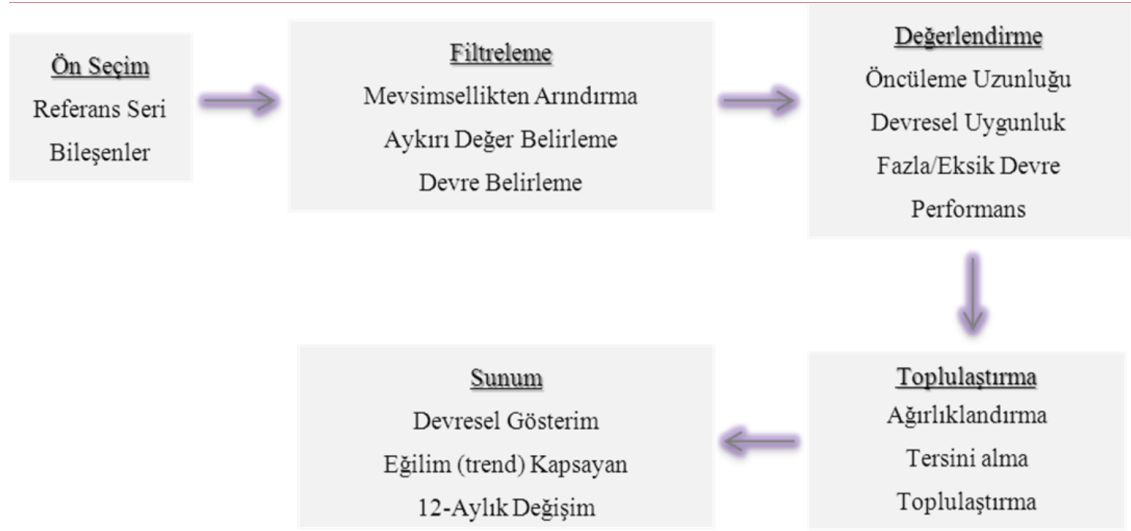 Ön Seçim
Referans Seri
Bileşenler
Filtreleme
Mevsimsellikten Arındırma
Aykırı Değer Belirleme
Devre Belirleme
Değerlendirme
Öncüleme Uzunluğu
Devresel Uygunluk
Fazla/Eksik Devre
Performans
Toplulaştırma
Ağırlıklandırma
Tersini alma
Toplulaştırma
Sunum
Devresel Gösterim
Eğilim (trend) Kapsayan
12-Aylık Değişim